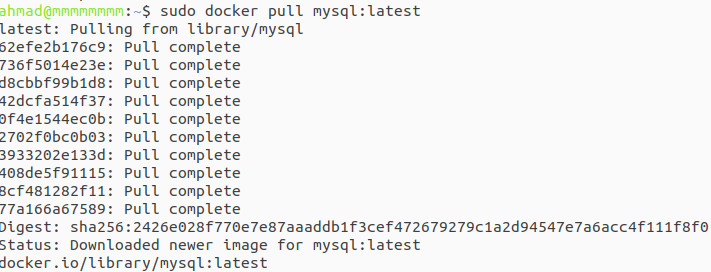 ahmad@mmmmmmmm:~$ sudo docker pull mysql:latest
latest: Pulling from library/mysql
62efe2b176c9: Pull complete
736f5014e23e: Pull complete
d8cbbf99b1d8: Pull complete
42dcfa514f37: Pull complete
0f4e1544ec0b: Pull complete
2702f0bc0b03: Pull complete
3933202e133d: Pull complete
408de5f91115: Pull complete
8cf481282f11: Pull complete
77a166a67589: Pull complete
Digest: sha256:2426e028f770e7e87aaaddb1f3cef472679279c1a2d94547e7a6acc4f111f8f0
Status: Downloaded newer image for mysql:latest
docker.io/library/mysql:latest